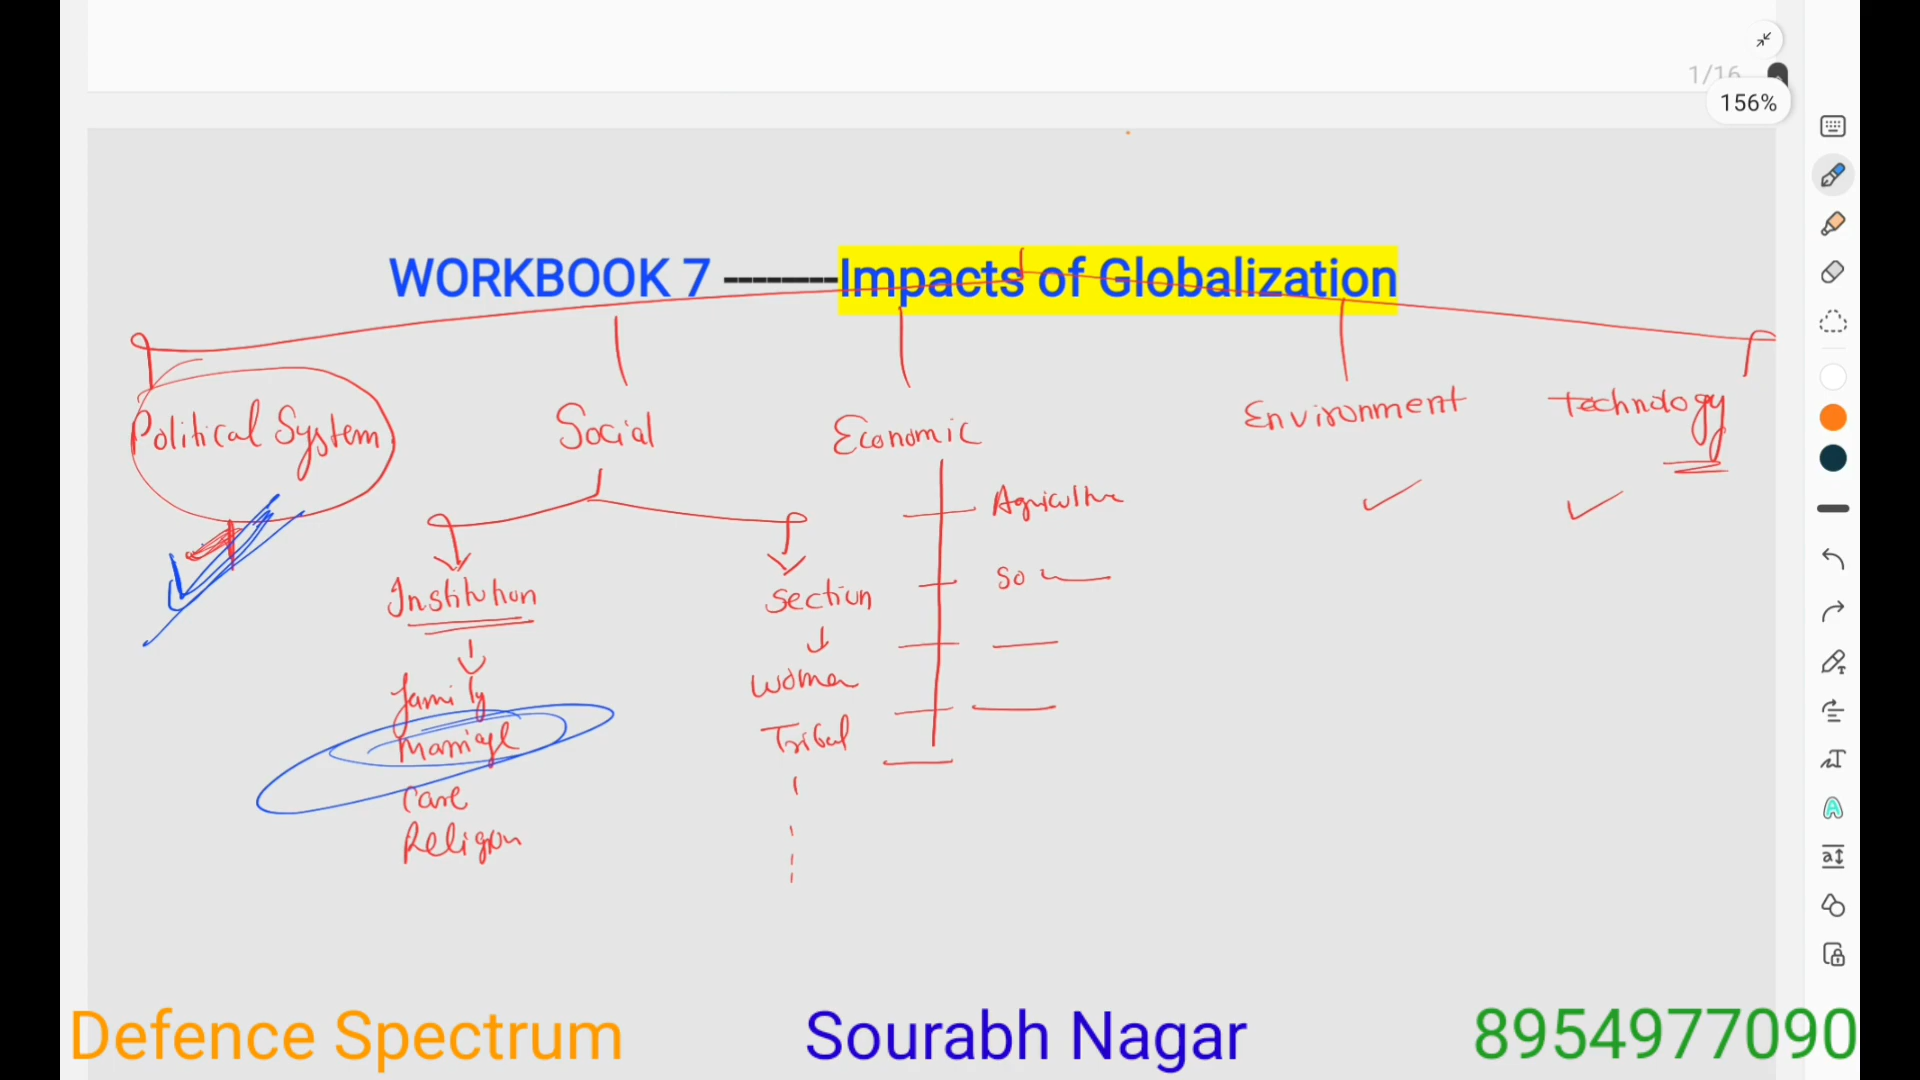 1/16
156%
WORKBOOK 7 --------Impacts of Globalization
Political System
Social
Economic
Environment
Technology
Agriculture
So
Institution
Section
family
women
marriage
Tribal
Religion
Defence Spectrum
Sourabh Nagar
8954977090